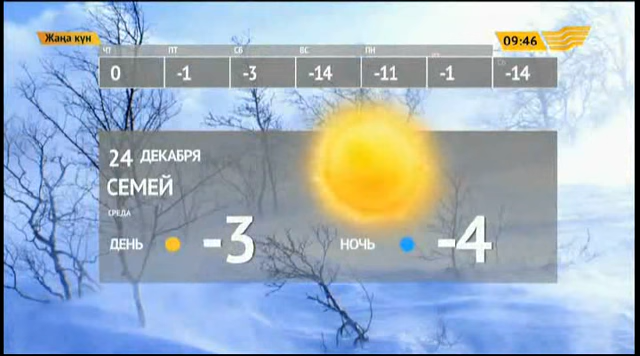 Жаңа күн
09:46
ЧТ ПТ СБ ВС ПН
0 -1 -3 -14 -11 -1 -14
24 ДЕКАБРЯ
СЕМЕЙ
СРЕДА
ДЕНЬ -3 НОЧЬ -4